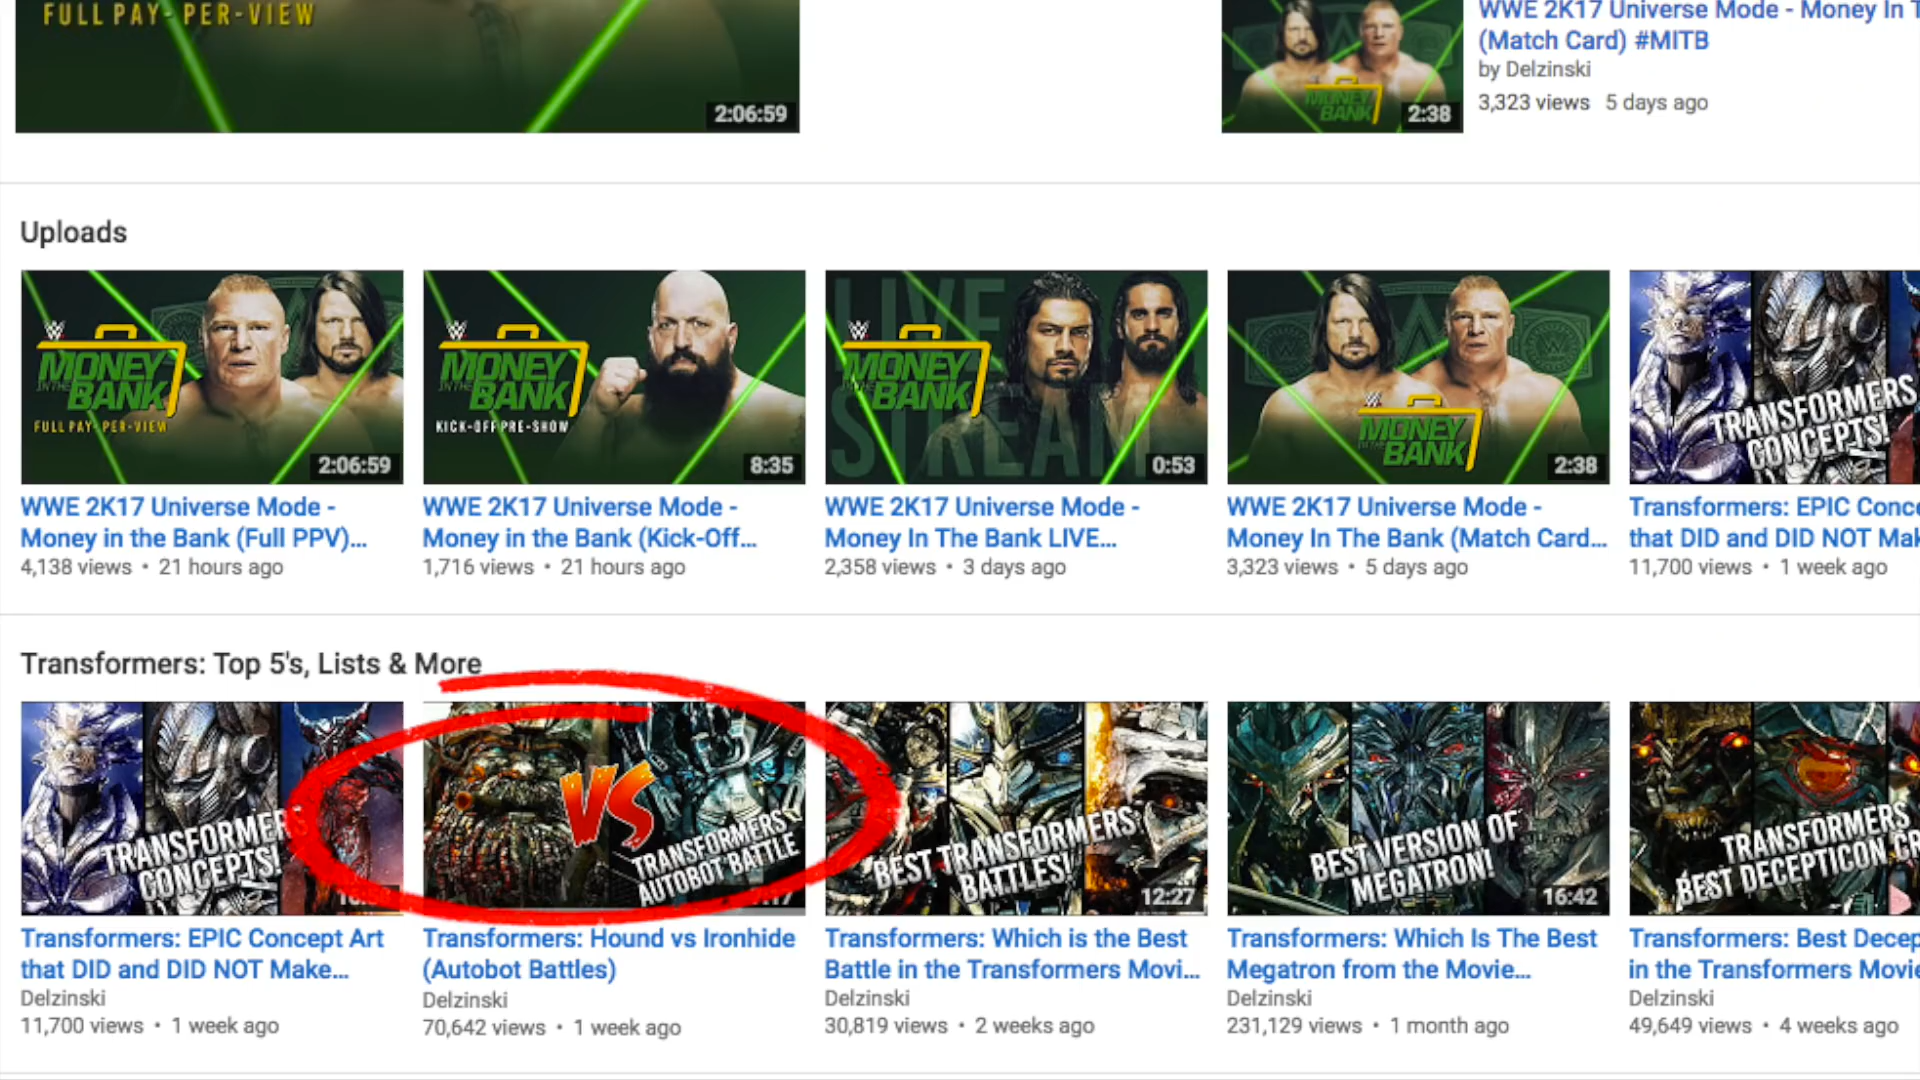 FULL PAY-PER-VIEW
2:06:59
MONEY
BANK
2:38
WWE 2K17 Universe Mode - Money In
(Match Card) #MITB
by Delzinski
3,323 views 5 days ago
Uploads
MONEY
IN THE
BANK
FULL PAY-PER-VIEW
2:06:59
MONEY
IN THE
BANK
KICK-OFF PRE-SHOW
8:35
LIVE
STREAM
MONEY
IN THE
BANK
0:53
MONEY
IN THE
BANK
2:38
TRANSFORMERS
CONCEPTS!
WWE 2K17 Universe Mode -
Money in the Bank (Full PPV)...
4,138 views • 21 hours ago
WWE 2K17 Universe Mode -
Money in the Bank (Kick-Off...
1,716 views • 21 hours ago
WWE 2K17 Universe Mode -
Money In The Bank LIVE...
2,358 views • 3 days ago
WWE 2K17 Universe Mode -
Money In The Bank (Match Card...
3,323 views • 5 days ago
Transformers: EPIC Conc
that DID and DID NOT Mak
11,700 views • 1 week ago
Transformers: Top 5's, Lists & More
TRANSFORMERS
CONCEPTS!
VS
TRANSFORMERS
AUTOBOT BATTLE
BEST TRANSFORMERS
BATTLES!
12:27
BEST VERSION OF
MEGATRON!
16:42
TRANSFORMERS
BEST DECEPTICON CR
Transformers: EPIC Concept Art
that DID and DID NOT Make...
Delzinski
11,700 views • 1 week ago
Transformers: Hound vs Ironhide
(Autobot Battles)
Delzinski
70,642 views • 1 week ago
Transformers: Which is the Best
Battle in the Transformers Movi...
Delzinski
30,819 views • 2 weeks ago
Transformers: Which Is The Best
Megatron from the Movie...
Delzinski
231,129 views • 1 month ago
Transformers: Best Decep
in the Transformers Movie
Delzinski
49,649 views • 4 weeks ago